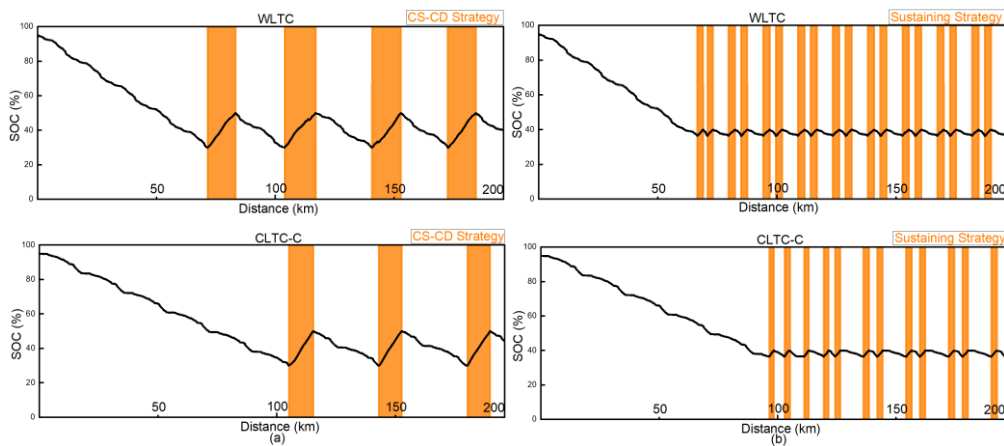 WLTC
CS-CD Strategy
100
80
60
40
20
0
SOC (%)
50
100
150
200
Distance (km)
WLTC
Sustaining Strategy
100
80
60
40
20
0
SOC (%)
50
100
150
200
Distance (km)
CLTC-C
CS-CD Strategy
100
80
60
40
20
0
SOC (%)
50
100
150
200
Distance (km)
(a)
CLTC-C
Sustaining Strategy
100
80
60
40
20
0
SOC (%)
50
100
150
200
Distance (km)
(b)